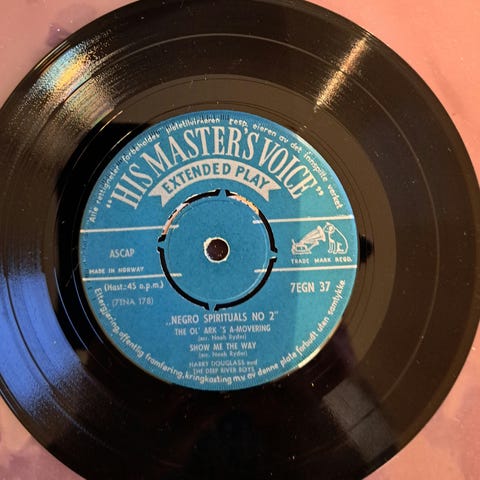 Alle rettigheter forbeholdes platetilvirkeren resp. eieren av det innspilte verket
"HIS MASTER'S VOICE"
EXTENDED PLAY
ASCAP
MADE IN NORWAY
TRADE MARK REGD.
(Hast: 45 o.p.m.)
(7TNA 178)
7EGN 37
„NEGRO SPIRITUALS NO 2"
THE OL' ARK 'S A-MOVERING
(arr. Noah Ryder)
SHOW ME THE WAY
(arr. Noah Ryder)
HARRY DOUGLASS and
THE DEEP RIVER BOYS
Ettergjøring, offentlig framføring, kringkasting m.v. av denne plate forbudt uten samtykke